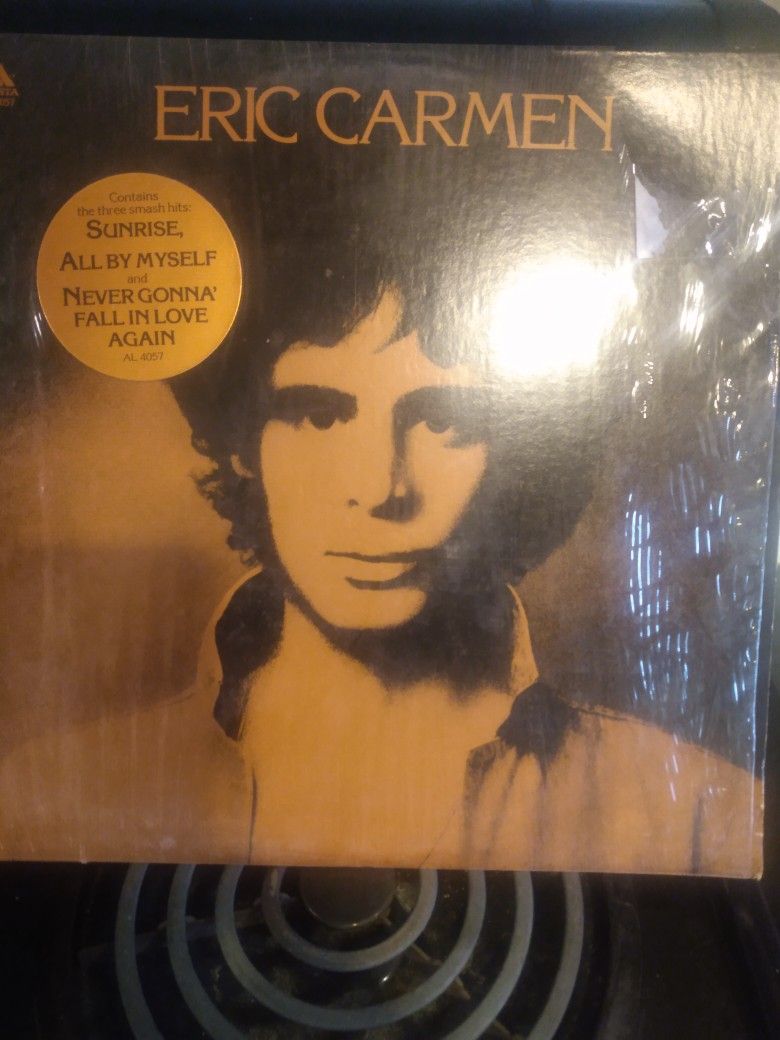 ERIC CARMEN
Contains
the three smash hits:
SUNRISE,
ALL BY MYSELF
and
NEVER GONNA'
FALL IN LOVE
AGAIN
AL 4057